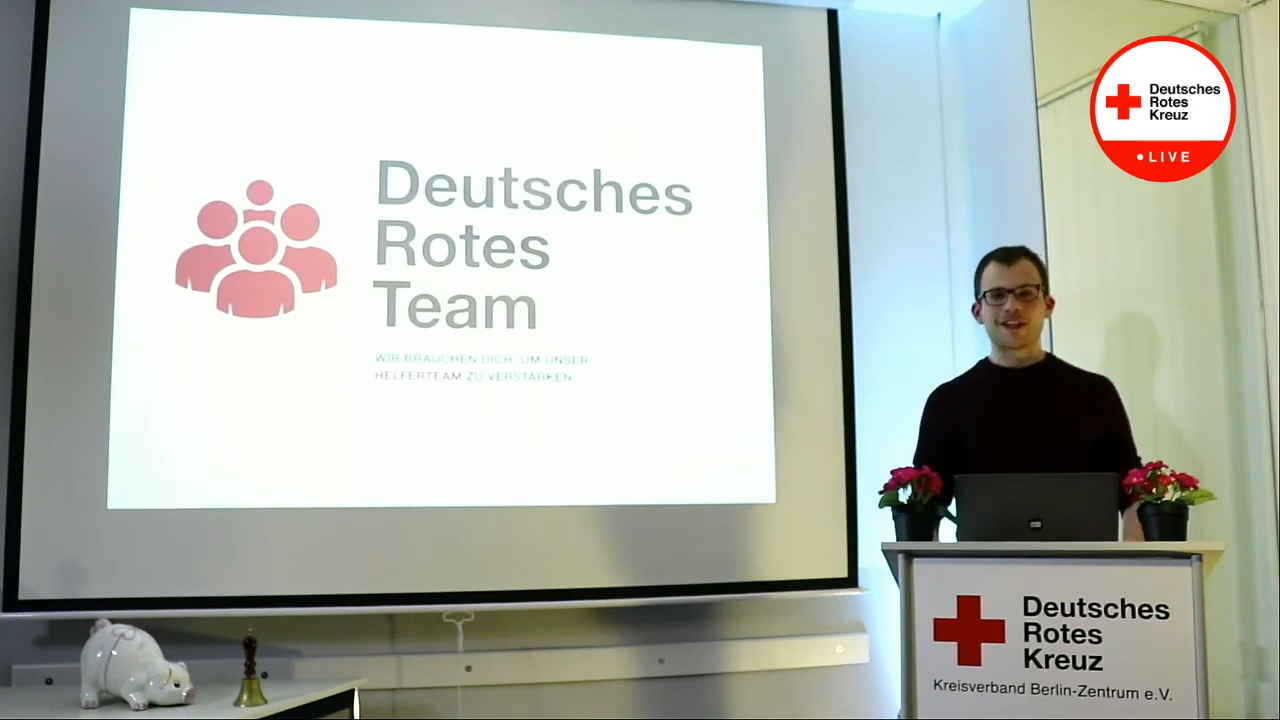 Deutsches
Rotes
Team
WIR BRAUCHEN DICH, UM UNSER
HELFERTEAM ZU VERSTÄRKEN
Deutsches
Rotes
Kreuz
• LIVE
Deutsches
Rotes
Kreuz
Kreisverband Berlin-Zentrum e.V.